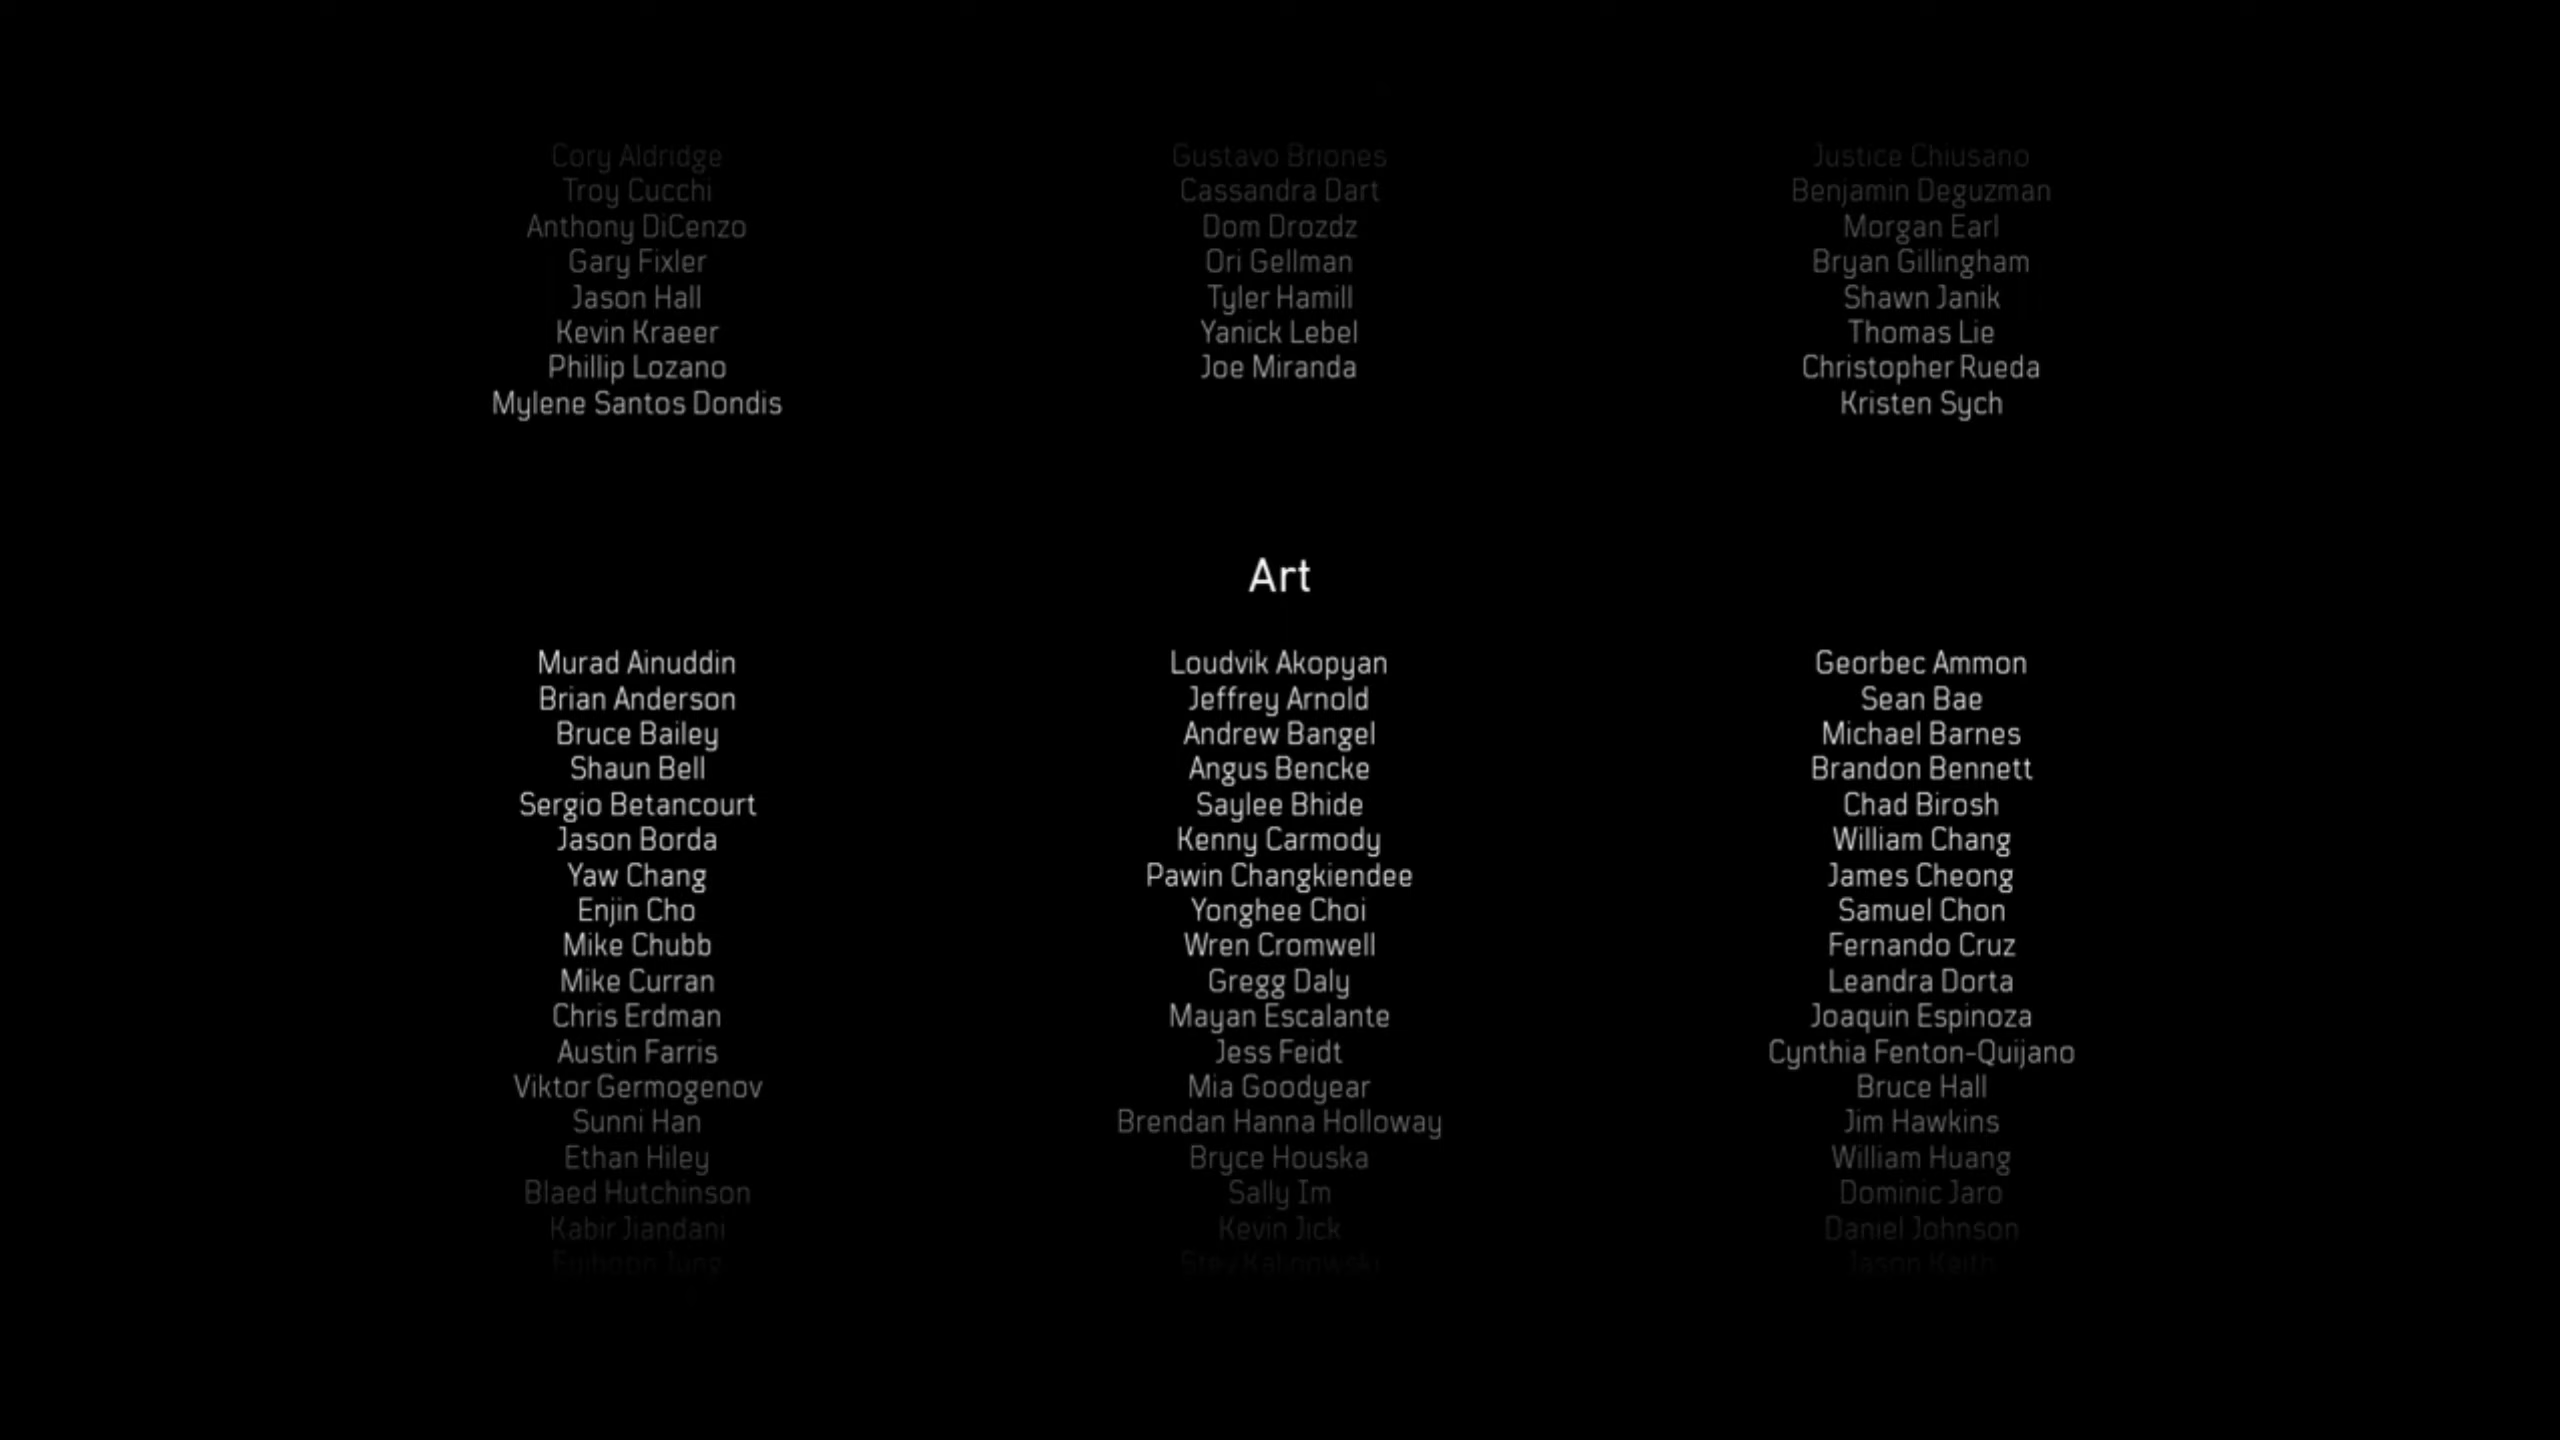 Cory Aldridge Gustavo Briones Justice Chiusano
Troy Cucchi Cassandra Dart Benjamin Deguzman
Anthony DiCenzo Dom Drozdz Morgan Earl
Gary Fixler Ori Gellman Bryan Gillingham
Jason Hall Tyler Hamill Shawn Janik
Kevin Kraeer Yanick Lebel Thomas Lie
Phillip Lozano Joe Miranda Christopher Rueda
Mylene Santos Dondis Kristen Sych
Art
Murad Ainuddin Loudvik Akopyan Georbec Ammon
Brian Anderson Jeffrey Arnold Sean Bae
Bruce Bailey Andrew Bangel Michael Barnes
Shaun Bell Angus Bencke Brandon Bennett
Sergio Betancourt Saylee Bhide Chad Birosh
Jason Borda Kenny Carmody William Chang
Yaw Chang Pawin Changkiendee James Cheong
Enjin Cho Yonghee Choi Samuel Chon
Mike Chubb Wren Cromwell Fernando Cruz
Mike Curran Gregg Daly Leandra Dorta
Chris Erdman Mayan Escalante Joaquin Espinoza
Austin Farris Jess Feidt Cynthia Fenton-Quijano
Viktor Germogenov Mia Goodyear Bruce Hall
Sunni Han Brendan Hanna Holloway Jim Hawkins
Ethan Hiley Bryce Houska William Huang
Blaed Hutchinson Sally Im Dominic Jaro
Kabir Jiandani Kevin Jick Daniel Johnson
Jung Kalinowski Jason Keith